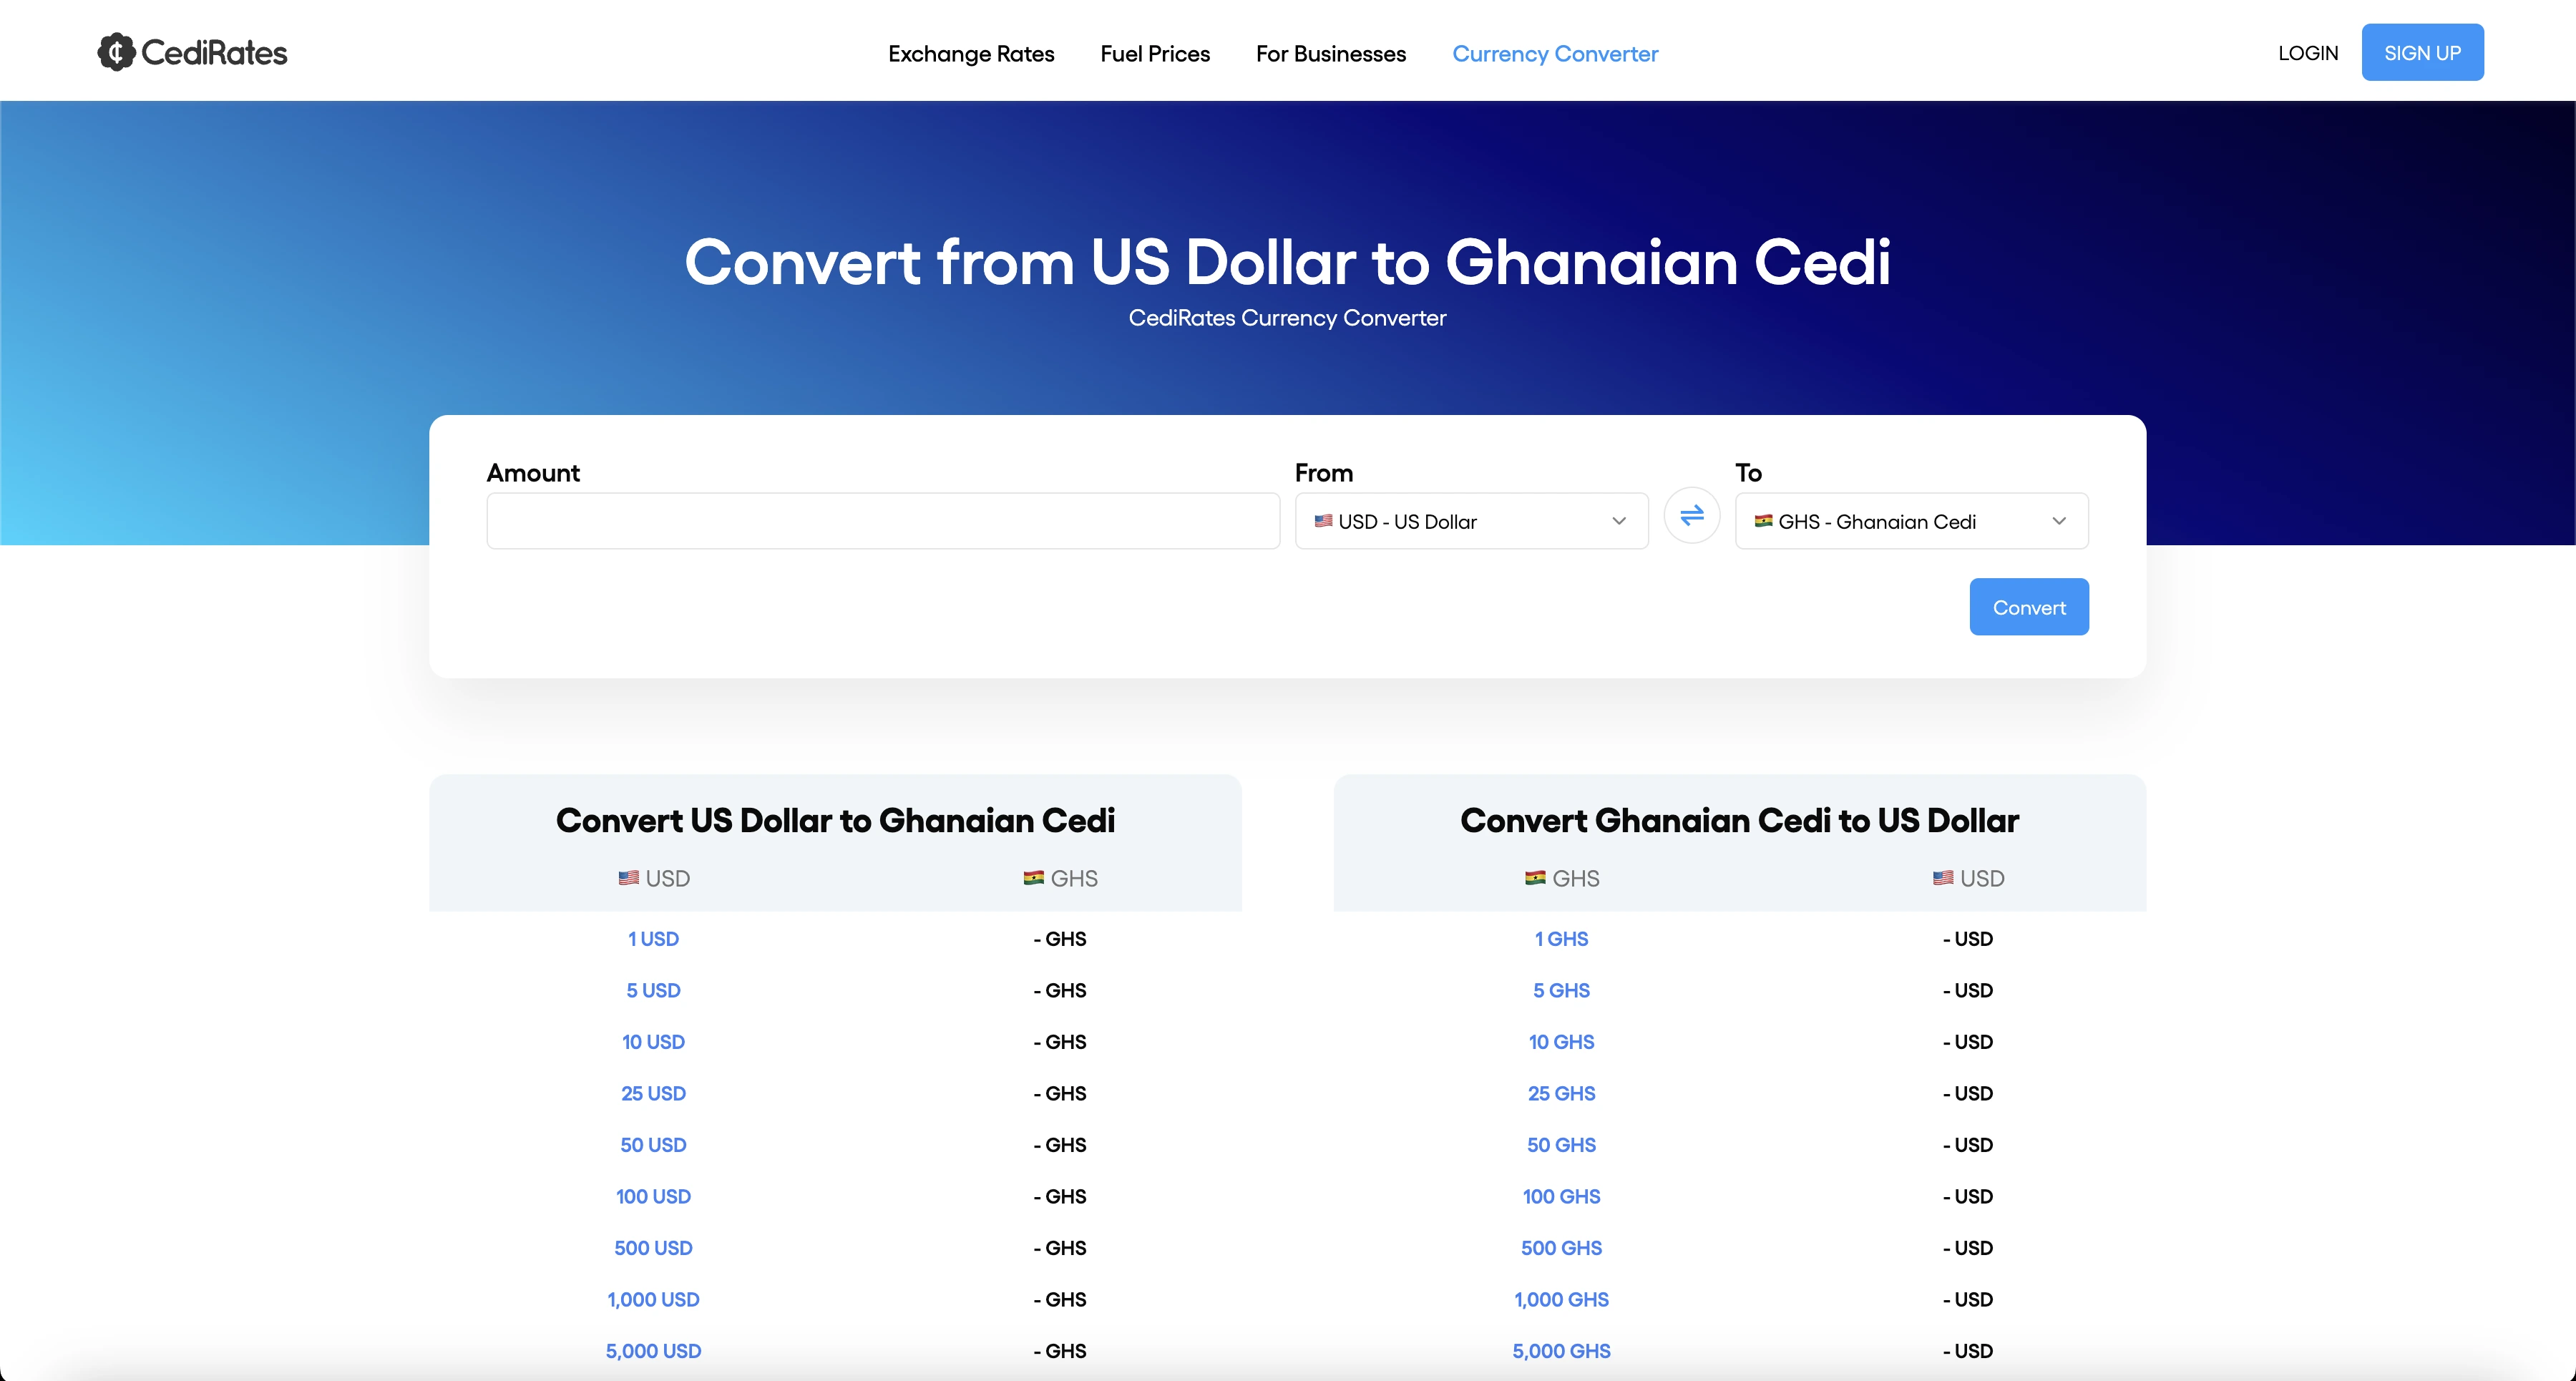 CediRates
Exchange Rates Fuel Prices For Businesses Currency Converter
LOGIN SIGN UP
Convert from US Dollar to Ghanaian Cedi
CediRates Currency Converter
Amount From To
USD - US Dollar GHS - Ghanaian Cedi
Convert
Convert US Dollar to Ghanaian Cedi
USD GHS
1 USD - GHS
5 USD - GHS
10 USD - GHS
25 USD - GHS
50 USD - GHS
100 USD - GHS
500 USD - GHS
1,000 USD - GHS
5,000 USD - GHS
Convert Ghanaian Cedi to US Dollar
GHS USD
1 GHS - USD
5 GHS - USD
10 GHS - USD
25 GHS - USD
50 GHS - USD
100 GHS - USD
500 GHS - USD
1,000 GHS - USD
5,000 GHS - USD